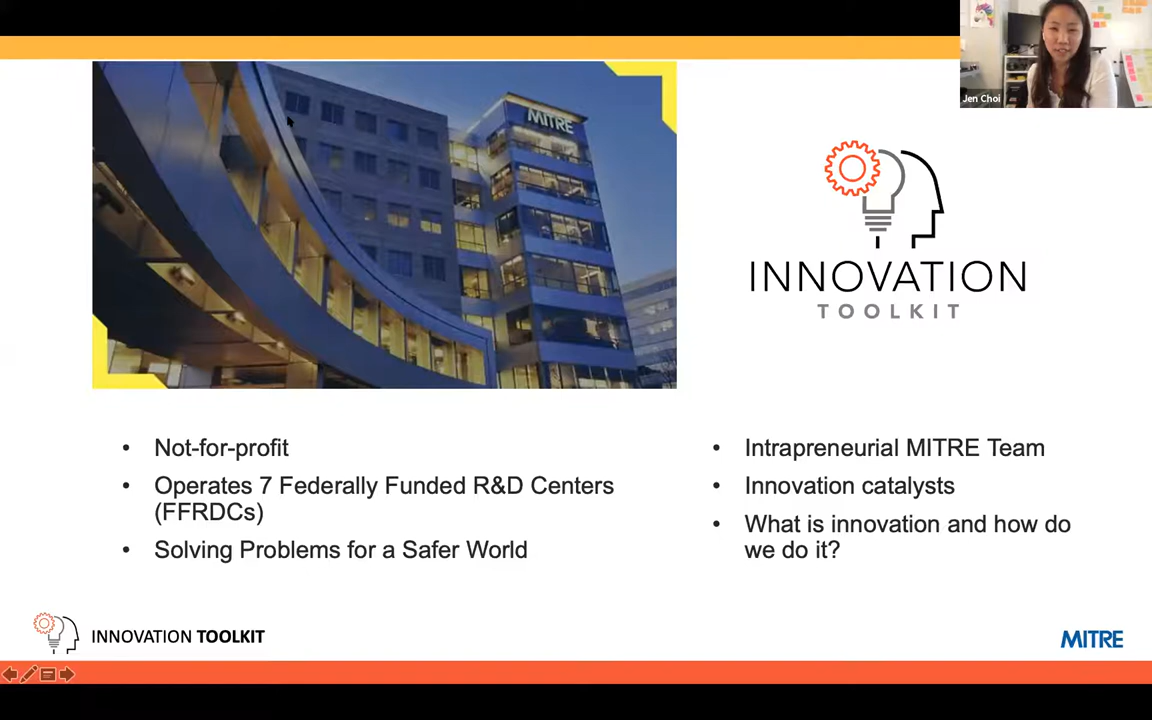 Jen Choi
MITRE
INNOVATION
TOOLKIT
• Not-for-profit
• Operates 7 Federally Funded R&D Centers
(FFRDCs)
• Solving Problems for a Safer World
• Intrapreneurial MITRE Team
• Innovation catalysts
• What is innovation and how do
we do it?
INNOVATION TOOLKIT
MITRE